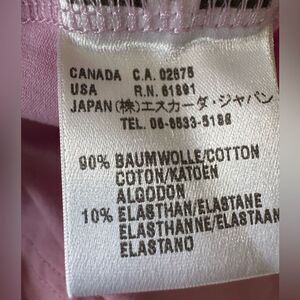 CANADA C.A. 02675
USA R.N. 61891
JAPAN (株)エスカーダ・ジャパン
TEL. 06-6533-5188
90% BAUMWOLLE/COTTON
COTON/KATOEN
ALGODON
10% ELASTHAN/ELASTANE
ELASTHANNE/ELASTAAN
ELASTANO